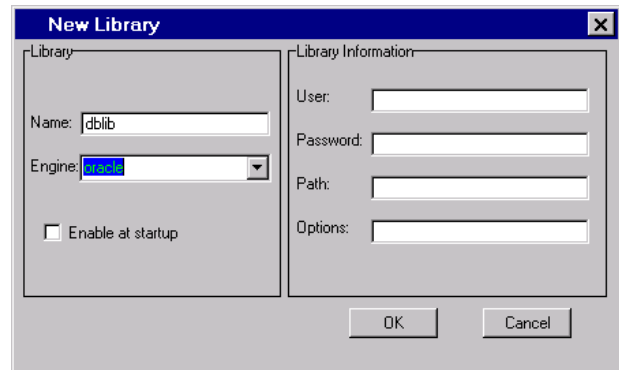 New Library
Library
Name: dblib
Engine: oracle
Enable at startup
Library Information
User:
Password:
Path:
Options:
OK
Cancel